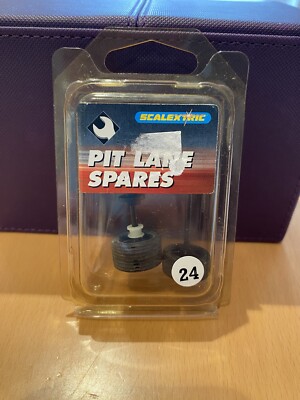 SCALEXTRIC
PIT LANE
SPARES
24